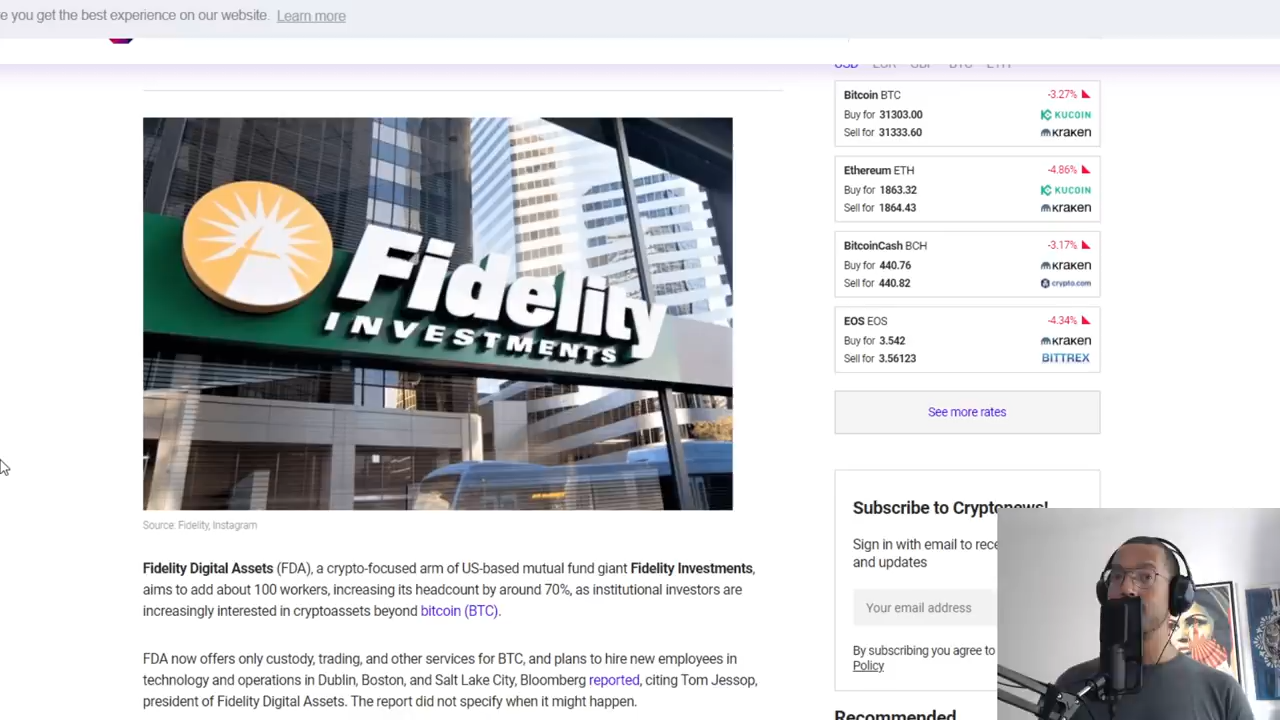 e you get the best experience on our website. Learn more
USD EUR GBP BTC ETH
Bitcoin BTC -3.27%
Buy for 31303.00 KUCOIN
Sell for 31333.60 KRAKEN
Ethereum ETH -4.86%
Buy for 1863.32 KUCOIN
Sell for 1864.43 KRAKEN
BitcoinCash BCH -3.17%
Buy for 440.76 KRAKEN
Sell for 440.82 crypto.com
EOS EOS -4.34%
Buy for 3.542 KRAKEN
Sell for 3.56123 BITTREX
See more rates
Fidelity
INVESTMENTS
Source: Fidelity, Instagram
Fidelity Digital Assets (FDA), a crypto-focused arm of US-based mutual fund giant Fidelity Investments,
aims to add about 100 workers, increasing its headcount by around 70%, as institutional investors are
increasingly interested in cryptoassets beyond bitcoin (BTC).
FDA now offers only custody, trading, and other services for BTC, and plans to hire new employees in
technology and operations in Dublin, Boston, and Salt Lake City, Bloomberg reported, citing Tom Jessop,
president of Fidelity Digital Assets. The report did not specify when it might happen.
Subscribe to Cryptonews!
Sign in with email to rece
and updates
Your email address
By subscribing you agree to
Policy
Recommended